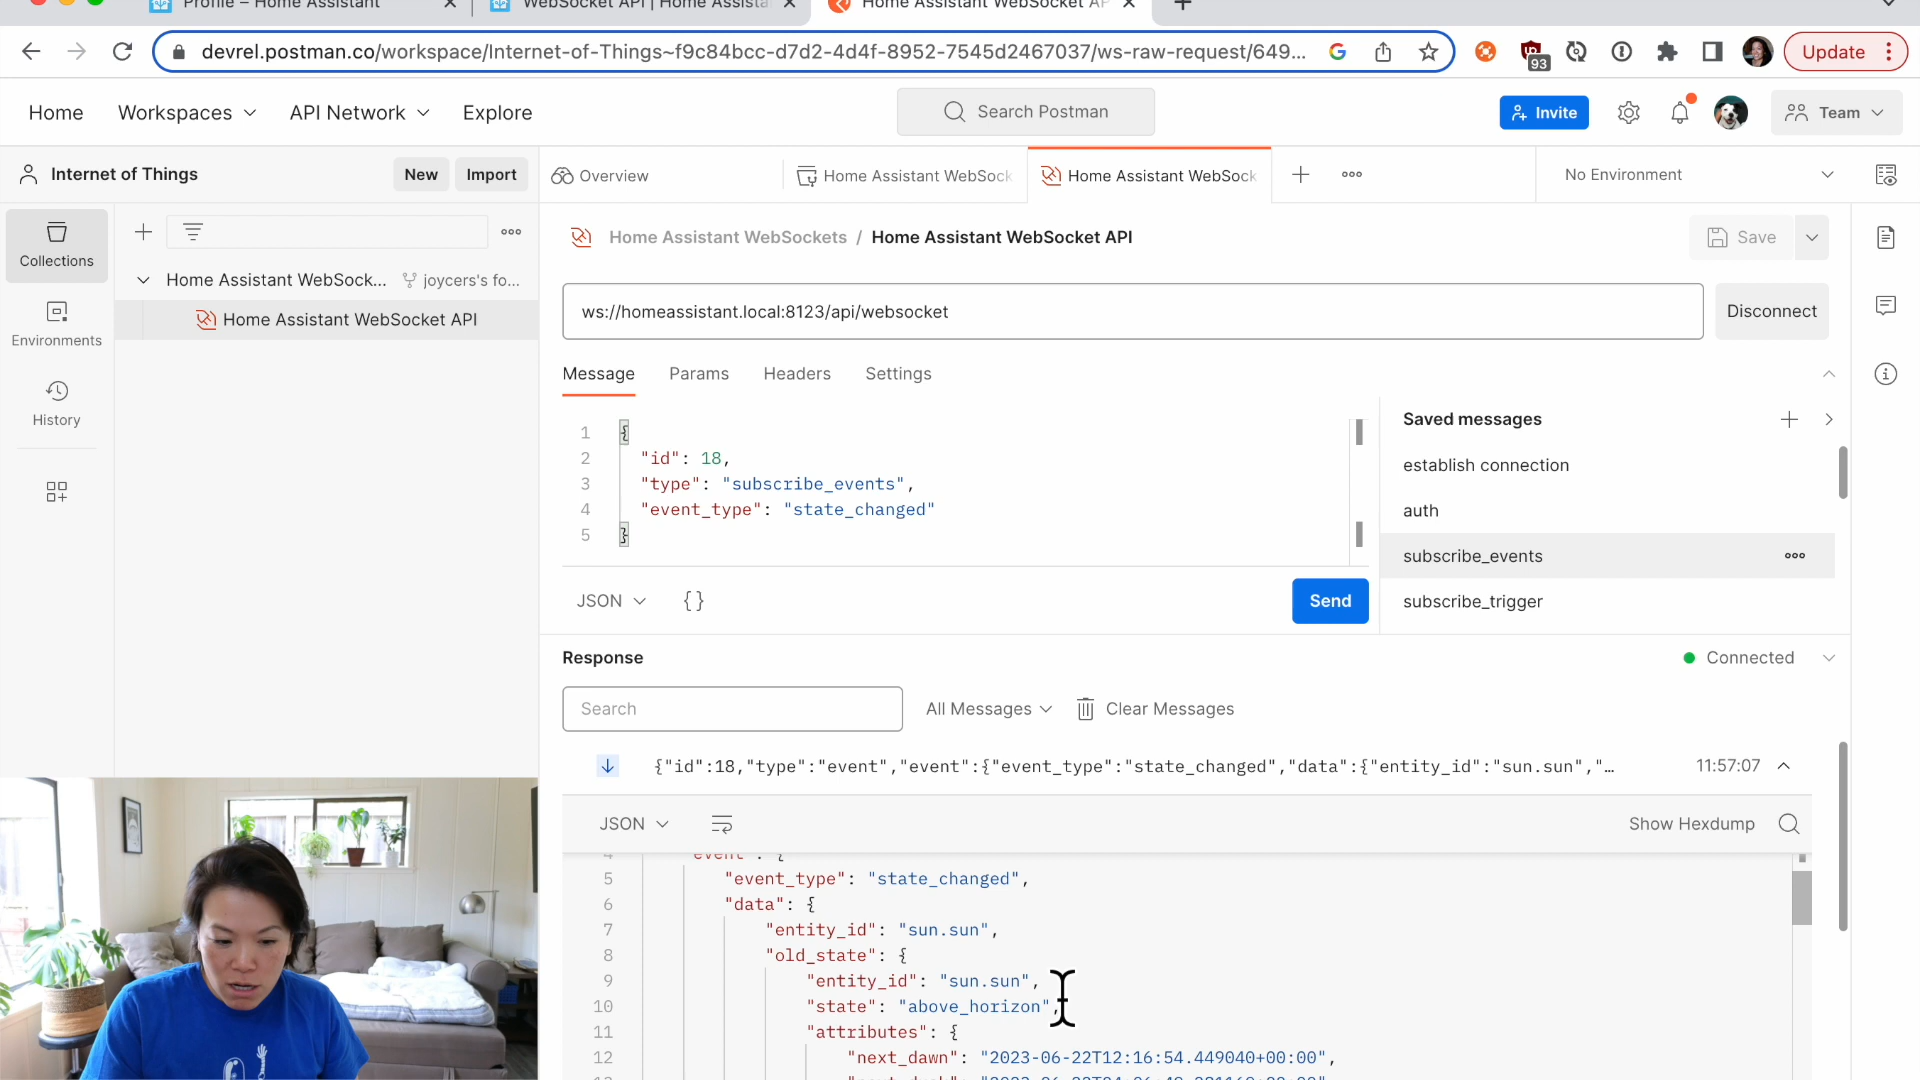 Profile – Home Assistant
WebSocket API | Home Assista
Home Assistant WebSocket AP
devrel.postman.co/workspace/Internet-of-Things~f9c84bcc-d7d2-4d4f-8952-7545d2467037/ws-raw-request/649...
93
Update
Home
Workspaces
API Network
Explore
Search Postman
Invite
Team
Internet of Things
New
Import
Overview
Home Assistant WebSock
Home Assistant WebSock
No Environment
Collections
Environments
History
Home Assistant WebSock...
joycers's fo...
Home Assistant WebSocket API
Home Assistant WebSockets / Home Assistant WebSocket API
Save
ws://homeassistant.local:8123/api/websocket
Disconnect
Message
Params
Headers
Settings
1 {
2 "id": 18,
3 "type": "subscribe_events",
4 "event_type": "state_changed"
5 }
JSON
{}
Send
Saved messages
establish connection
auth
subscribe_events
subscribe_trigger
Response
Connected
Search
All Messages
Clear Messages
{"id":18,"type":"event","event":{"event_type":"state_changed","data":{"entity_id":"sun.sun","…
11:57:07
JSON
Show Hexdump
4 "event": {
5 "event_type": "state_changed",
6 "data": {
7 "entity_id": "sun.sun",
8 "old_state": {
9 "entity_id": "sun.sun",
10 "state": "above_horizon",
11 "attributes": {
12 "next_dawn": "2023-06-22T12:16:54.449040+00:00",